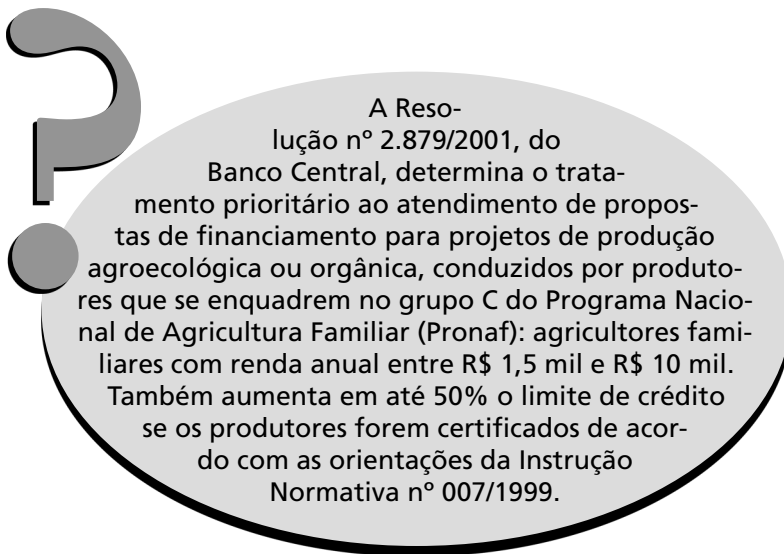 A Reso-
lução nº 2.879/2001, do
Banco Central, determina o trata-
mento prioritário ao atendimento de propos-
tas de financiamento para projetos de produção
agroecológica ou orgânica, conduzidos por produto-
res que se enquadrem no grupo C do Programa Nacio-
nal de Agricultura Familiar (Pronaf): agricultores fami-
liares com renda anual entre R$ 1,5 mil e R$ 10 mil.
Também aumenta em até 50% o limite de crédito
se os produtores forem certificados de acor-
do com as orientações da Instrução
Normativa nº 007/1999.